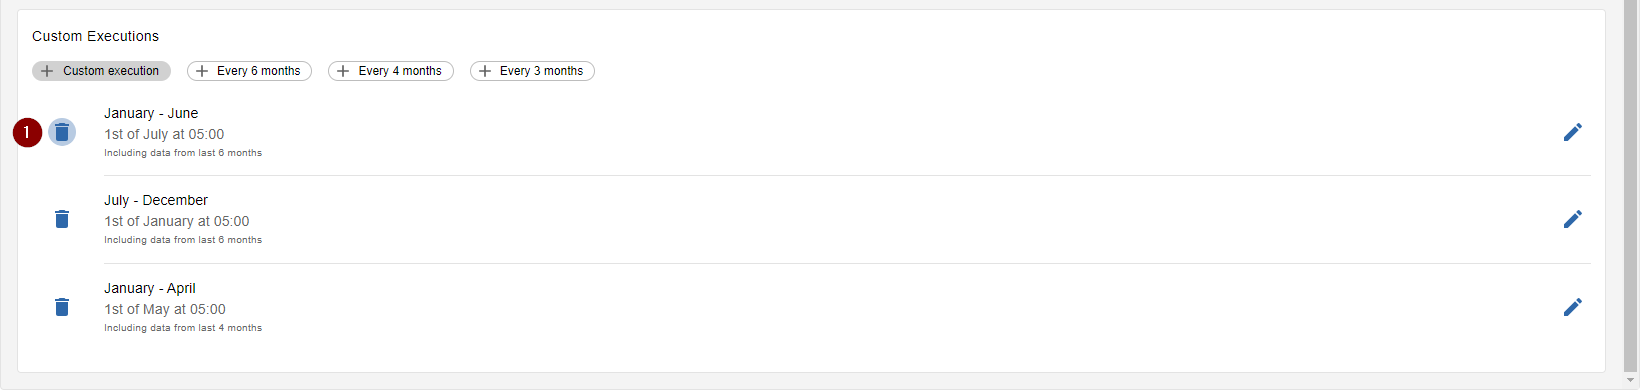 Custom Executions
Custom execution
Every 6 months
Every 4 months
Every 3 months
January - June
1st of July at 05:00
Including data from last 6 months
1
July - December
1st of January at 05:00
Including data from last 6 months
January - April
1st of May at 05:00
Including data from last 4 months